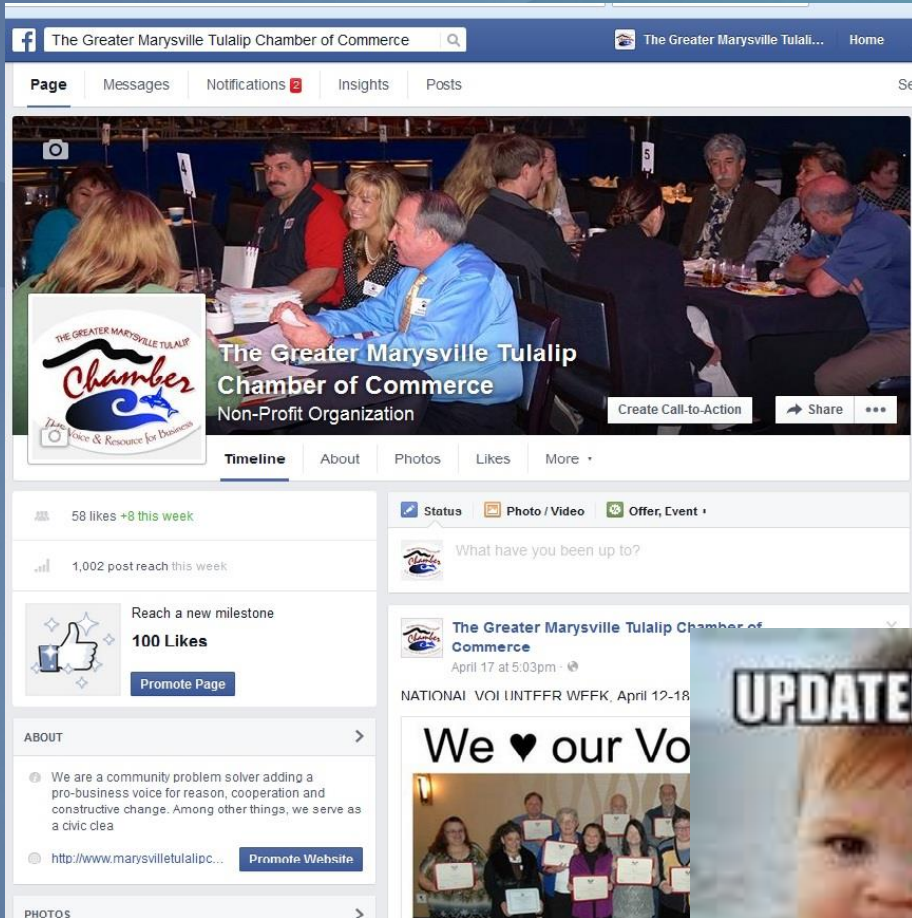 The Greater Marysville Tulalip Chamber of Commerce
The Greater Marysville Tulali... Home
Page Messages Notifications 2 Insights Posts Se
4
5
THE GREATER MARYSVILLE TULALIP
Chamber
The Voice & Resource for Business
The Greater Marysville Tulalip
Chamber of Commerce
Non-Profit Organization
Create Call-to-Action Share
Timeline About Photos Likes More
58 likes +8 this week
1,002 post reach this week
Reach a new milestone
100 Likes
Promote Page
ABOUT
We are a community problem solver adding a
pro-business voice for reason, cooperation and
constructive change. Among other things, we serve as
a civic clea
http://www.marysvilletulalipc...
Promote Website
PHOTOS
Status Photo / Video Offer, Event
What have you been up to?
The Greater Marysville Tulalip Chamber of
Commerce
April 17 at 5:03pm ·
NATIONAL VOLUNTEER WEEK, April 12-18
We ♥ our Vo
UPDATE